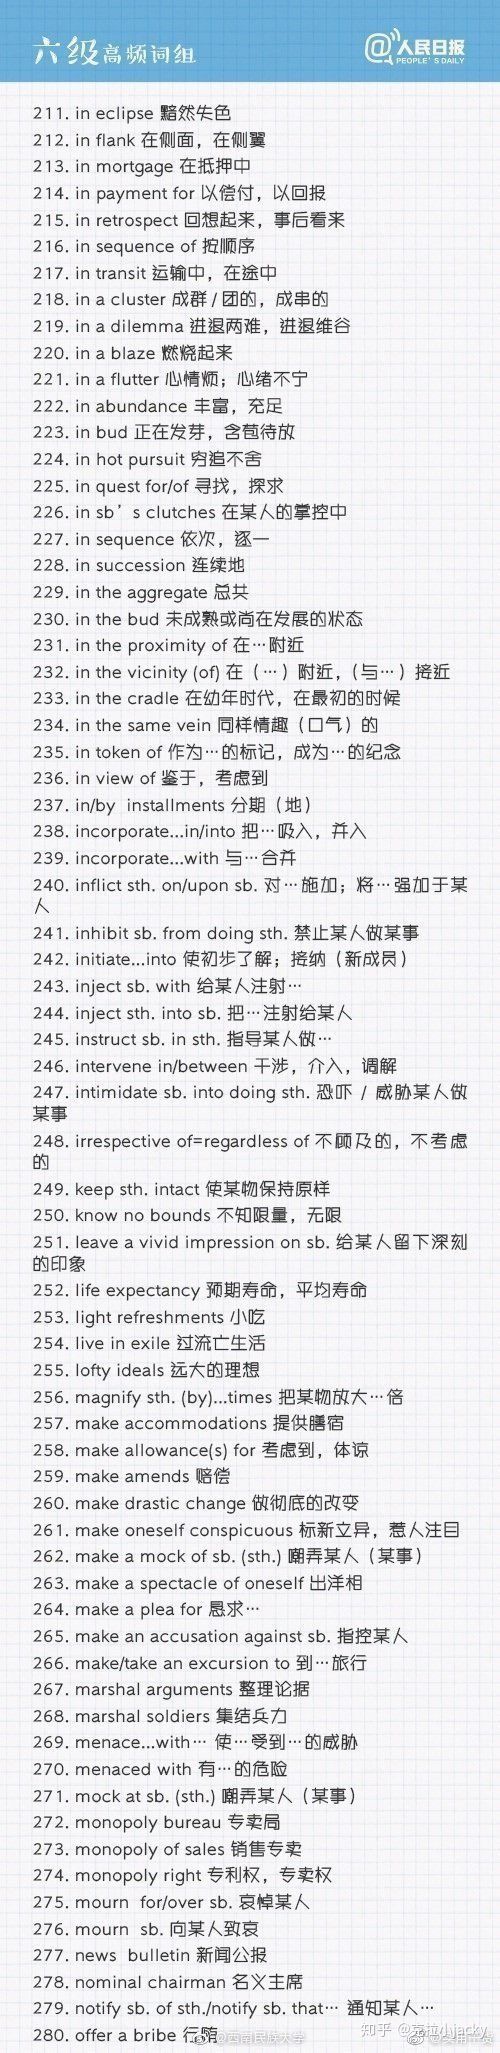 六级高频词组
@人民日报
PEOPLE'S DAILY
211. in eclipse 黯然失色
212. in flank 在侧面，在侧翼
213. in mortgage 在抵押中
214. in payment for 以偿付，以回报
215. in retrospect 回想起来，事后看来
216. in sequence of 按顺序
217. in transit 运输中，在途中
218. in a cluster 成群 / 团的，成串的
219. in a dilemma 进退两难，进退维谷
220. in a blaze 燃烧起来
221. in a flutter 心情烦；心绪不宁
222. in abundance 丰富，充足
223. in bud 正在发芽，含苞待放
224. in hot pursuit 穷追不舍
225. in quest for/of 寻找，探求
226. in sb's clutches 在某人的掌控中
227. in sequence 依次，逐一
228. in succession 连续地
229. in the aggregate 总共
230. in the bud 未成熟或尚在发展的状态
231. in the proximity of 在…附近
232. in the vicinity (of) 在（…）附近，（与…）接近
233. in the cradle 在幼年时代，在最初的时候
234. in the same vein 同样情趣（口气）的
235. in token of 作为…的标记，成为…的纪念
236. in view of 鉴于，考虑到
237. in/by installments 分期（地）
238. incorporate...in/into 把…吸入，并入
239. incorporate...with 与…合并
240. inflict sth. on/upon sb. 对…施加；将…强加于某
人
241. inhibit sb. from doing sth. 禁止某人做某事
242. initiate...into 使初步了解；接纳（新成员）
243. inject sb. with 给某人注射…
244. inject sth. into sb. 把…注射给某人
245. instruct sb. in sth. 指导某人做…
246. intervene in/between 干涉，介入，调解
247. intimidate sb. into doing sth. 恐吓 / 威胁某人做
某事
248. irrespective of=regardless of 不顾及的，不考虑
的
249. keep sth. intact 使某物保持原样
250. know no bounds 不知限量，无限
251. leave a vivid impression on sb. 给某人留下深刻
的印象
252. life expectancy 预期寿命，平均寿命
253. light refreshments 小吃
254. live in exile 过流亡生活
255. lofty ideals 远大的理想
256. magnify sth. (by)...times 把某物放大…倍
257. make accommodations 提供膳宿
258. make allowance(s) for 考虑到，体谅
259. make amends 赔偿
260. make drastic change 做彻底的改变
261. make oneself conspicuous 标新立异，惹人注目
262. make a mock of sb. (sth.) 嘲弄某人（某事）
263. make a spectacle of oneself 出洋相
264. make a plea for 恳求…
265. make an accusation against sb. 指控某人
266. make/take an excursion to 到…旅行
267. marshal arguments 整理论据
268. marshal soldiers 集结兵力
269. menace...with… 使…受到…的威胁
270. menaced with 有…的危险
271. mock at sb. (sth.) 嘲弄某人（某事）
272. monopoly bureau 专卖局
273. monopoly of sales 销售专卖
274. monopoly right 专利权，专卖权
275. mourn for/over sb. 哀悼某人
276. mourn sb. 向某人致哀
277. news bulletin 新闻公报
278. nominal chairman 名义主席
279. notify sb. of sth./notify sb. that… 通知某人…
280. offer a bribe 行贿
@西南民族大学
知乎